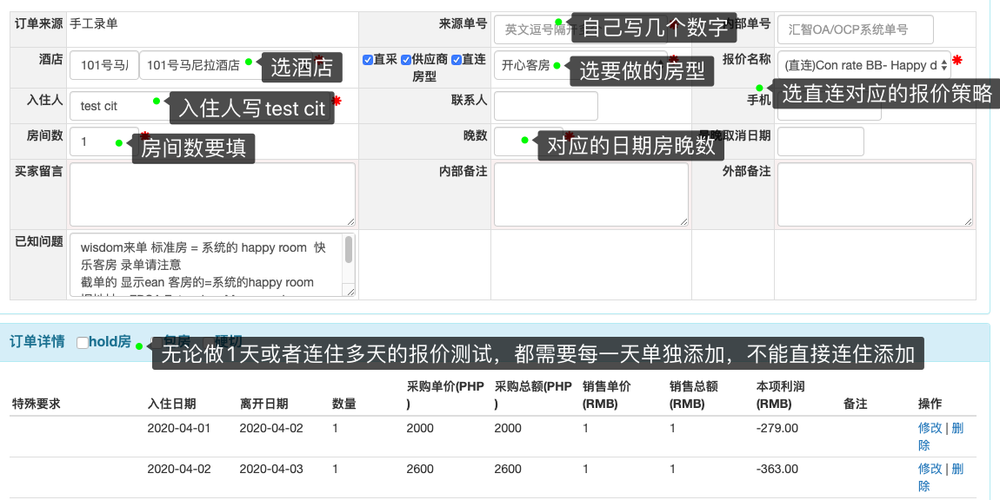 订单来源 手工录单 来源单号 英文逗号隔开 自己写几个数字 内部单号 汇智OA/OCP系统单号
酒店 101号马 101号马尼拉酒店 选酒店 直采 供应商 直连 房型 开心客房 选要做的房型 报价名称 (直连)Con rate BB- Happy d
入住人 test cit 入住人写test cit 联系人 手机 选直连对应的报价策略
房间数 1 房间数要填 晚数 对应的日期房晚数 最晚取消日期
买家留言 内部备注 外部备注
已知问题 wisdom来单 标准房 = 系统的 happy room 快
乐客房 录单请注意
截单的 显示ean 客房的=系统的happy room
订单详情 hold房 包房 硬切
无论做1天或者连住多天的报价测试，都需要每一天单独添加，不能直接连住添加
特殊要求 入住日期 离开日期 数量 采购单价(PHP) 采购总额(PHP) 销售单价(RMB) 销售总额(RMB) 本项利润(RMB) 备注 操作
2020-04-01 2020-04-02 1 2000 2000 1 1 -279.00 修改 | 删除
2020-04-02 2020-04-03 1 2600 2600 1 1 -363.00 修改 | 删除